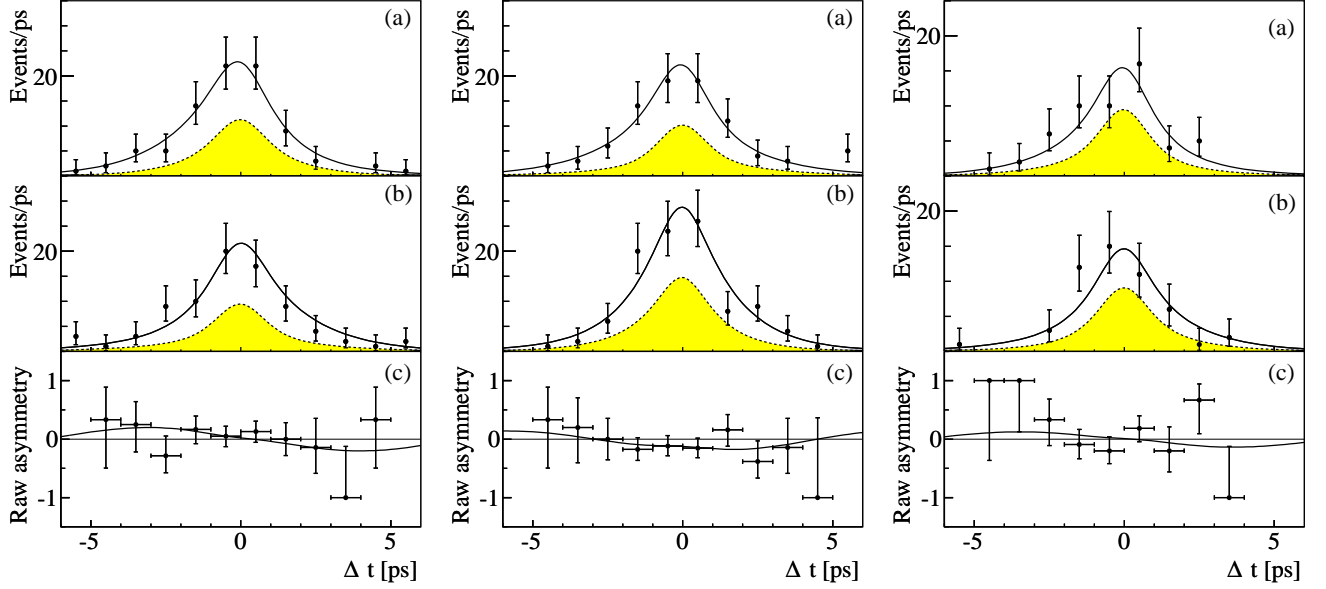 (a) (a) (a)
Events/ps Events/ps Events/ps
20 20 20
(b) (b) (b)
Events/ps Events/ps Events/ps
20 20 20
(c) (c) (c)
Raw asymmetry Raw asymmetry Raw asymmetry
1 1 1
0 0 0
-1 -1 -1
-5 0 5 -5 0 5 -5 0 5
Δ t [ps] Δ t [ps] Δ t [ps]